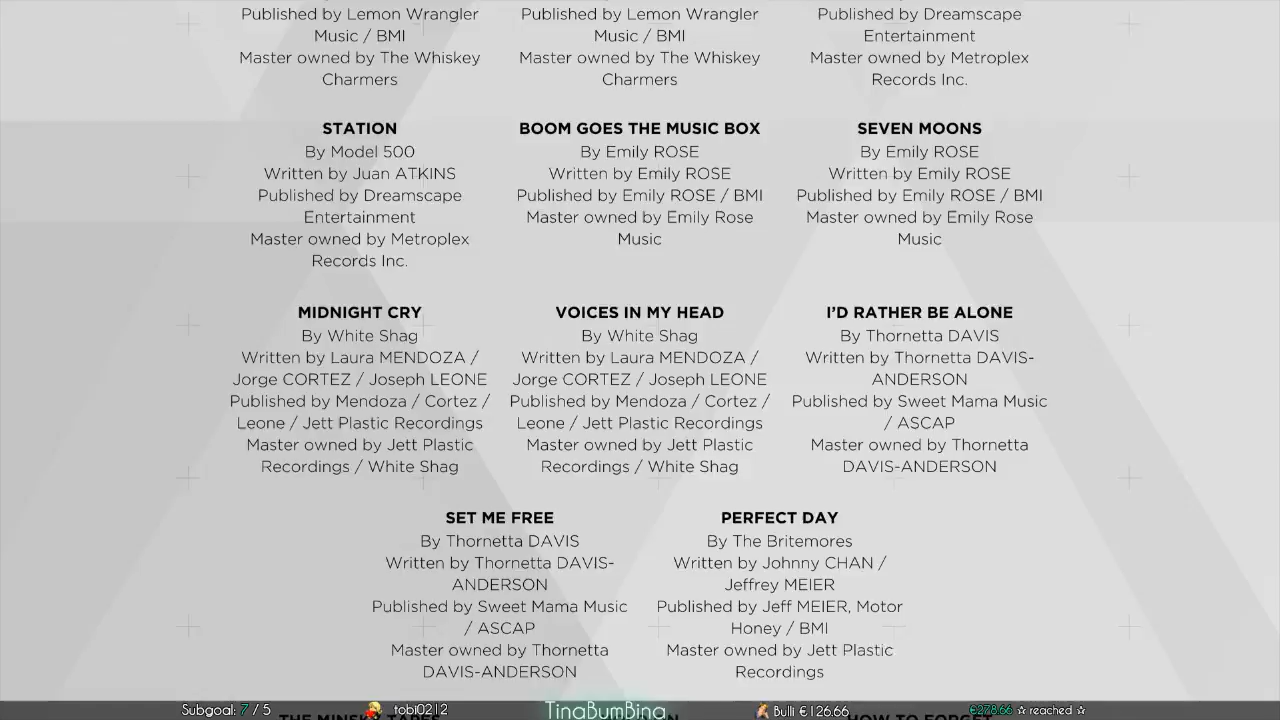 Published by Lemon Wrangler
Music / BMI
Master owned by The Whiskey
Charmers
Published by Lemon Wrangler
Music / BMI
Master owned by The Whiskey
Charmers
Published by Dreamscape
Entertainment
Master owned by Metroplex
Records Inc.
STATION
By Model 500
Written by Juan ATKINS
Published by Dreamscape
Entertainment
Master owned by Metroplex
Records Inc.
BOOM GOES THE MUSIC BOX
By Emily ROSE
Written by Emily ROSE
Published by Emily ROSE / BMI
Master owned by Emily Rose
Music
SEVEN MOONS
By Emily ROSE
Written by Emily ROSE
Published by Emily ROSE / BMI
Master owned by Emily Rose
Music
MIDNIGHT CRY
By White Shag
Written by Laura MENDOZA /
Jorge CORTEZ / Joseph LEONE
Published by Mendoza / Cortez /
Leone / Jett Plastic Recordings
Master owned by Jett Plastic
Recordings / White Shag
VOICES IN MY HEAD
By White Shag
Written by Laura MENDOZA /
Jorge CORTEZ / Joseph LEONE
Published by Mendoza / Cortez /
Leone / Jett Plastic Recordings
Master owned by Jett Plastic
Recordings / White Shag
I'D RATHER BE ALONE
By Thornetta DAVIS
Written by Thornetta DAVIS-
ANDERSON
Published by Sweet Mama Music
/ ASCAP
Master owned by Thornetta
DAVIS-ANDERSON
SET ME FREE
By Thornetta DAVIS
Written by Thornetta DAVIS-
ANDERSON
Published by Sweet Mama Music
/ ASCAP
Master owned by Thornetta
DAVIS-ANDERSON
PERFECT DAY
By The Britemores
Written by Johnny CHAN /
Jeffrey MEIER
Published by Jeff MEIER, Motor
Honey / BMI
Master owned by Jett Plastic
Recordings
Subgoal: 7 / 5
tobi0212
TinaBumBina
Bulli €126.66
€278.66 ☆ reached ☆
THE MINSKY TAPES
HOW TO FORGET